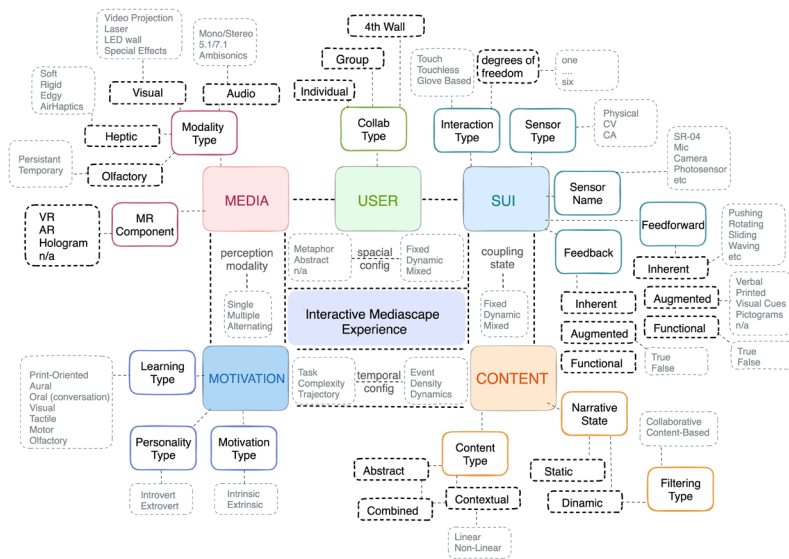 Video Projection
Laser
LED wall
Special Effects
Mono/Stereo
5.1/7.1
Ambisonics
4th Wall
Group
Individual
Touch
Touchless
Glove Based
degrees of
freedom
one
....
six
Soft
Rigid
Edgy
AirHaptics
Visual
Audio
Heptic
Modality
Type
Olfactory
Persistant
Temporary
Collab
Type
Interaction
Type
Sensor
Type
Physical
CV
CA
SR-04
Mic
Camera
Photosensor
etc
MEDIA
USER
SUI
Sensor
Name
VR
AR
Hologram
n/a
MR
Component
Feedforward
Pushing
Rotating
Sliding
Waving
etc
perception
modality
Metaphor
Abstract
n/a
spacial
config
Fixed
Dynamic
Mixed
coupling
state
Feedback
Inherent
Single
Multiple
Alternating
Interactive Mediascape
Experience
Fixed
Dynamic
Mixed
Inherent
Augmented
Verbal
Printed
Visual Cues
Pictograms
n/a
Augmented
Functional
Functional
True
False
True
False
Learning
Type
MOTIVATION
Task
Complexity
Trajectory
temporal
config
Event
Density
Dynamics
CONTENT
Print-Oriented
Aural
Oral (conversation)
Visual
Tactile
Motor
Olfactory
Narrative
State
Collaborative
Content-Based
Personality
Type
Motivation
Type
Content
Type
Abstract
Static
Introvert
Extrovert
Intrinsic
Extrinsic
Combined
Contextual
Dinamic
Filtering
Type
Linear
Non-Linear